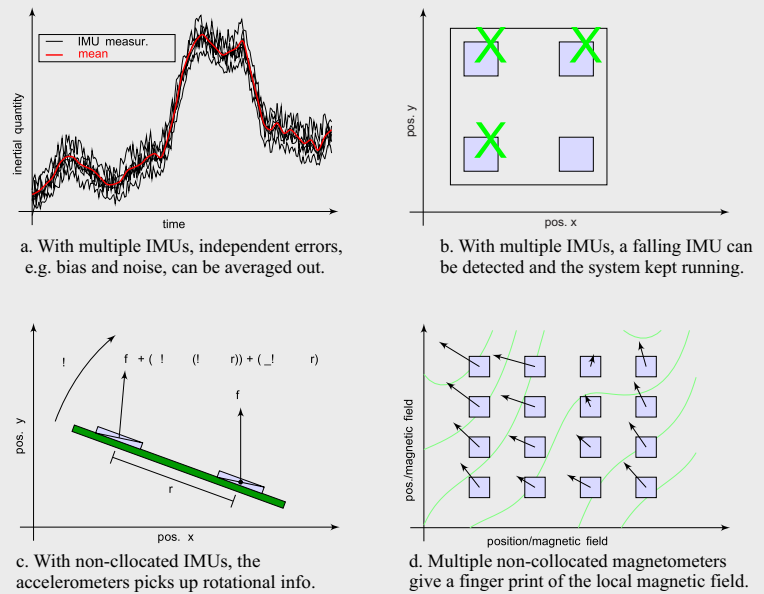 IMU measur.
mean
inertial quantity
time
a. With multiple IMUs, independent errors,
e.g. bias and noise, can be averaged out.
X X
X
pos. y
pos. x
b. With multiple IMUs, a falling IMU can
be detected and the system kept running.
! f + ( ! (! r)) + ( _! r)
f
r
pos. y
pos. x
c. With non-cllocated IMUs, the
accelerometers picks up rotational info.
pos./magnetic field
position/magnetic field
d. Multiple non-collocated magnetometers
give a finger print of the local magnetic field.